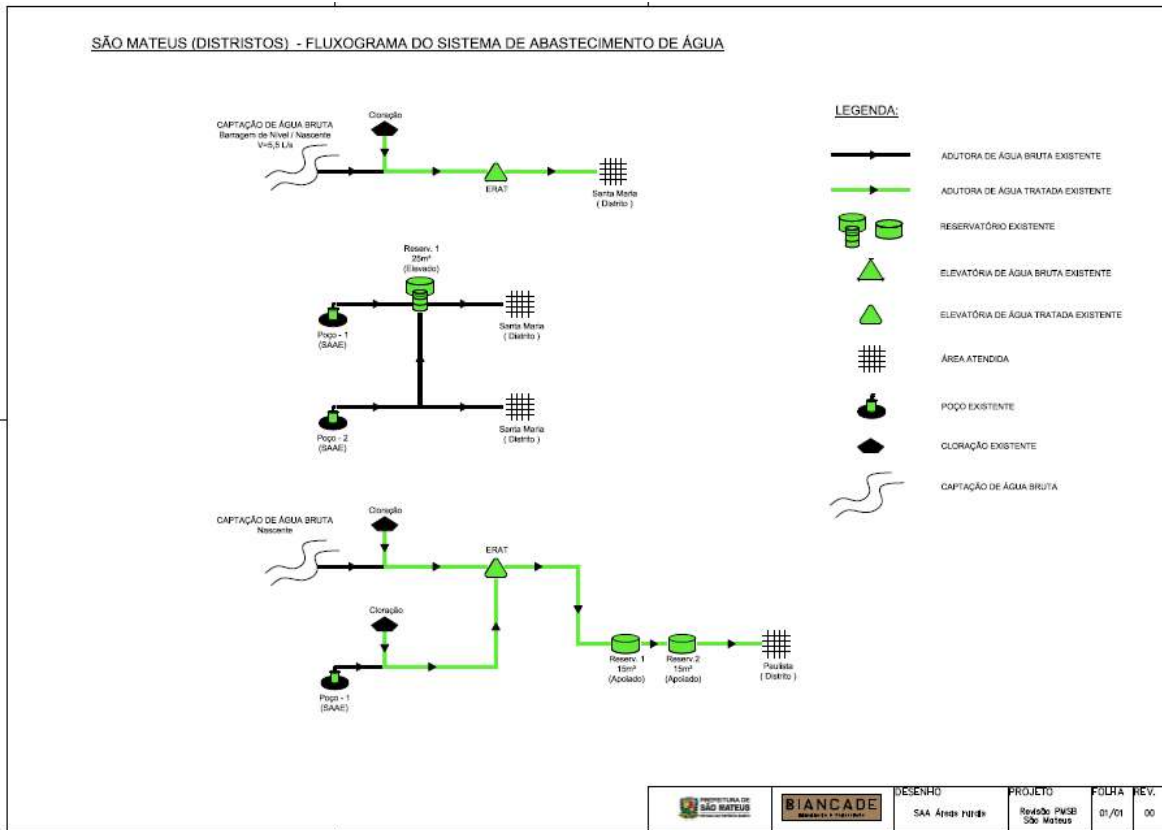 SÃO MATEUS (DISTRISTOS) - FLUXOGRAMA DO SISTEMA DE ABASTECIMENTO DE ÁGUA
CAPTAÇÃO DE ÁGUA BRUTA
Barragem de Nível / Nascente
V=5,5 L/s
Cloração
ERAT
Santa Maria
( Distrito )
Reserv. 1
25m³
(Elevado)
Poço - 1
(SAAE)
Santa Maria
( Distrito )
Poço - 2
(SAAE)
Santa Maria
( Distrito )
CAPTAÇÃO DE ÁGUA BRUTA
Nascente
Cloração
ERAT
Cloração
Poço - 1
(SAAE)
Reserv. 1
15m³
(Apoiado)
Reserv.2
15m³
(Apoiado)
Paulista
( Distrito )
LEGENDA:
ADUTORA DE ÁGUA BRUTA EXISTENTE
ADUTORA DE ÁGUA TRATADA EXISTENTE
RESERVATÓRIO EXISTENTE
ELEVATÓRIA DE ÁGUA BRUTA EXISTENTE
ELEVATÓRIA DE ÁGUA TRATADA EXISTENTE
ÁREA ATENDIDA
POÇO EXISTENTE
CLORAÇÃO EXISTENTE
CAPTAÇÃO DE ÁGUA BRUTA
PREFEITURA DE
SÃO MATEUS
BIANCADE
DESENHO
SAA Áreas rurais
PROJETO
Revisão PMSB
São Mateus
FOLHA
01/01
REV.
00